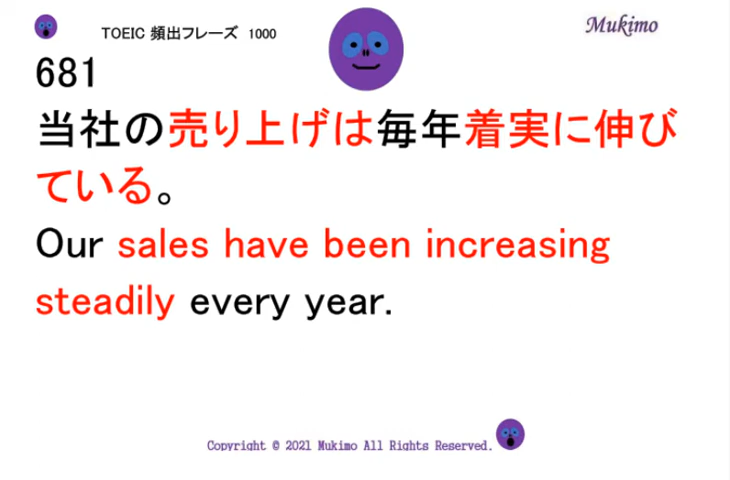 TOEIC 頻出フレーズ 1000
Mukimo
681
当社の売り上げは毎年着実に伸び
ている。
Our sales have been increasing
steadily every year.
Copyright © 2021 Mukimo All Rights Reserved.